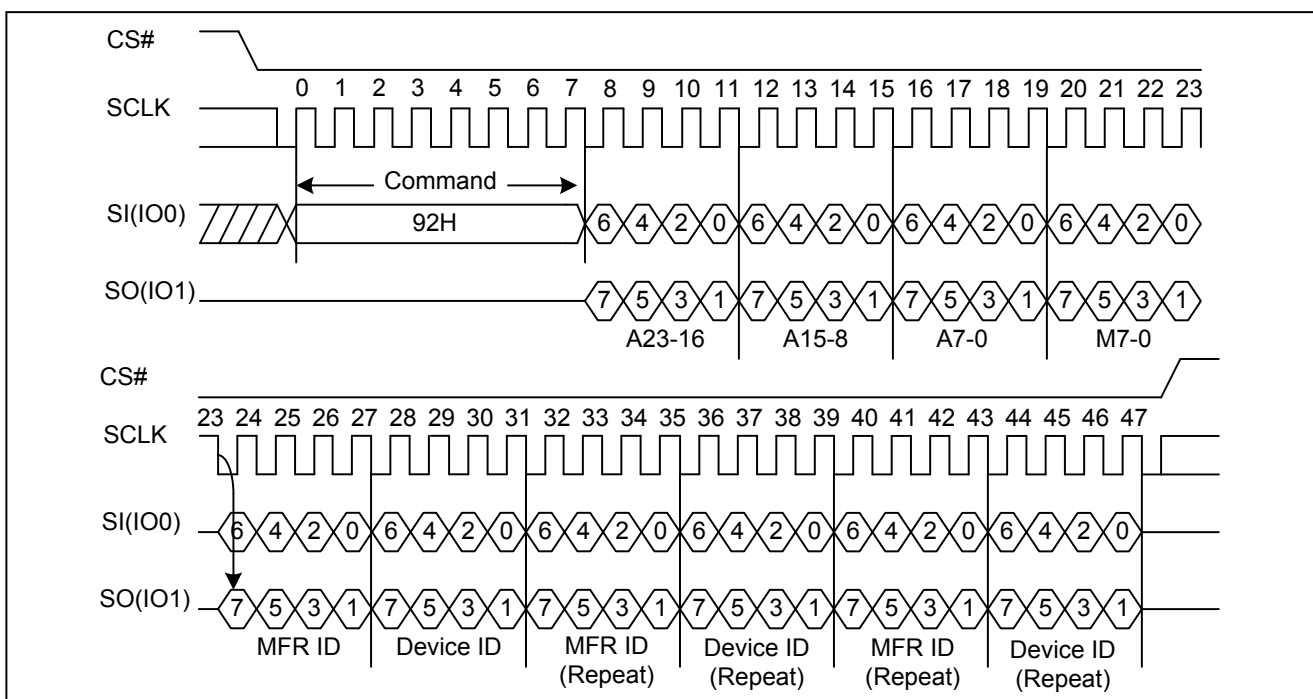 CS#
0 1 2 3 4 5 6 7 8 9 10 11 12 13 14 15 16 17 18 19 20 21 22 23
SCLK
Command
SI(IO0) 92H 6 4 2 0 6 4 2 0 6 4 2 0 6 4 2 0
SO(IO1) 7 5 3 1 7 5 3 1 7 5 3 1 7 5 3 1
A23-16 A15-8 A7-0 M7-0
CS#
23 24 25 26 27 28 29 30 31 32 33 34 35 36 37 38 39 40 41 42 43 44 45 46 47
SCLK
SI(IO0) 6 4 2 0 6 4 2 0 6 4 2 0 6 4 2 0 6 4 2 0 6 4 2 0
SO(IO1) 7 5 3 1 7 5 3 1 7 5 3 1 7 5 3 1 7 5 3 1 7 5 3 1
MFR ID Device ID MFR ID Device ID MFR ID Device ID
(Repeat) (Repeat) (Repeat) (Repeat)